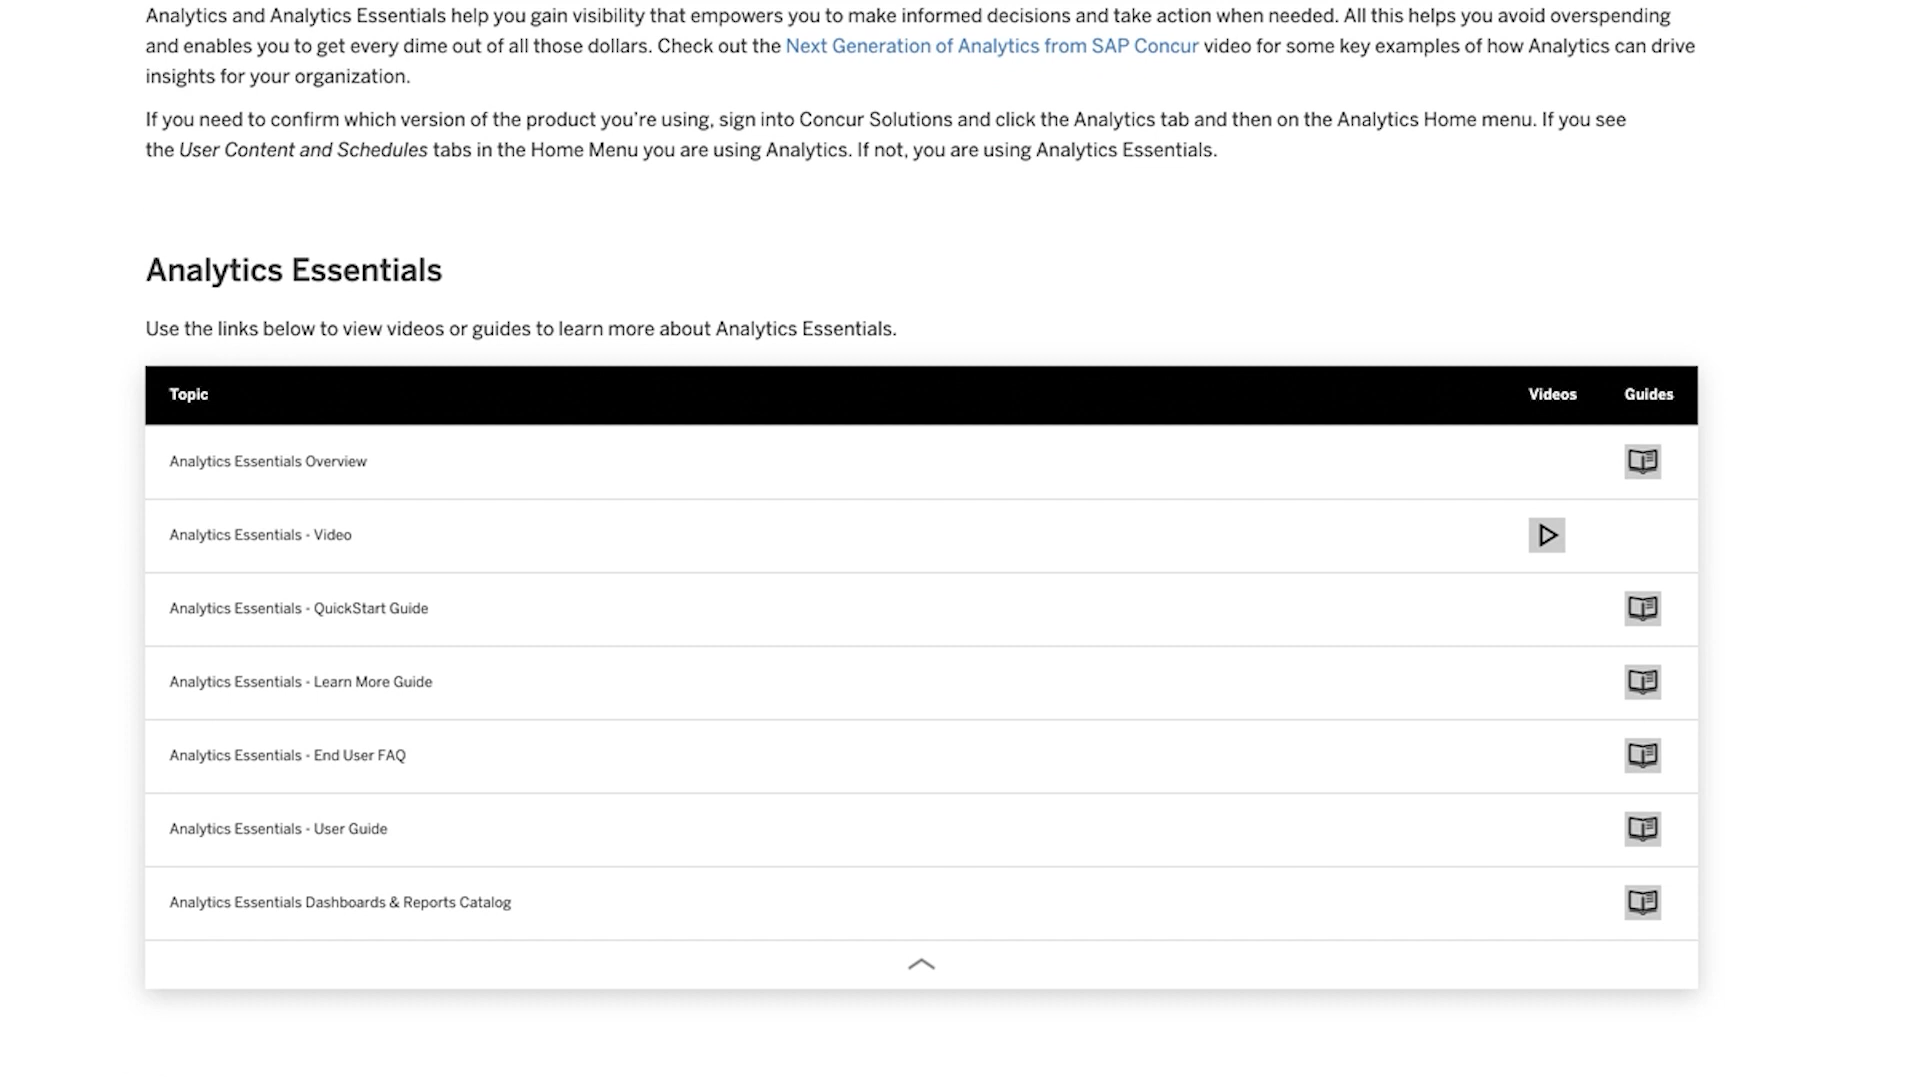 Analytics and Analytics Essentials help you gain visibility that empowers you to make informed decisions and take action when needed. All this helps you avoid overspending
and enables you to get every dime out of all those dollars. Check out the Next Generation of Analytics from SAP Concur video for some key examples of how Analytics can drive
insights for your organization.
If you need to confirm which version of the product you're using, sign into Concur Solutions and click the Analytics tab and then on the Analytics Home menu. If you see
the User Content and Schedules tabs in the Home Menu you are using Analytics. If not, you are using Analytics Essentials.
Analytics Essentials
Use the links below to view videos or guides to learn more about Analytics Essentials.
Topic Videos Guides
Analytics Essentials Overview
Analytics Essentials - Video
Analytics Essentials - QuickStart Guide
Analytics Essentials - Learn More Guide
Analytics Essentials - End User FAQ
Analytics Essentials - User Guide
Analytics Essentials Dashboards & Reports Catalog